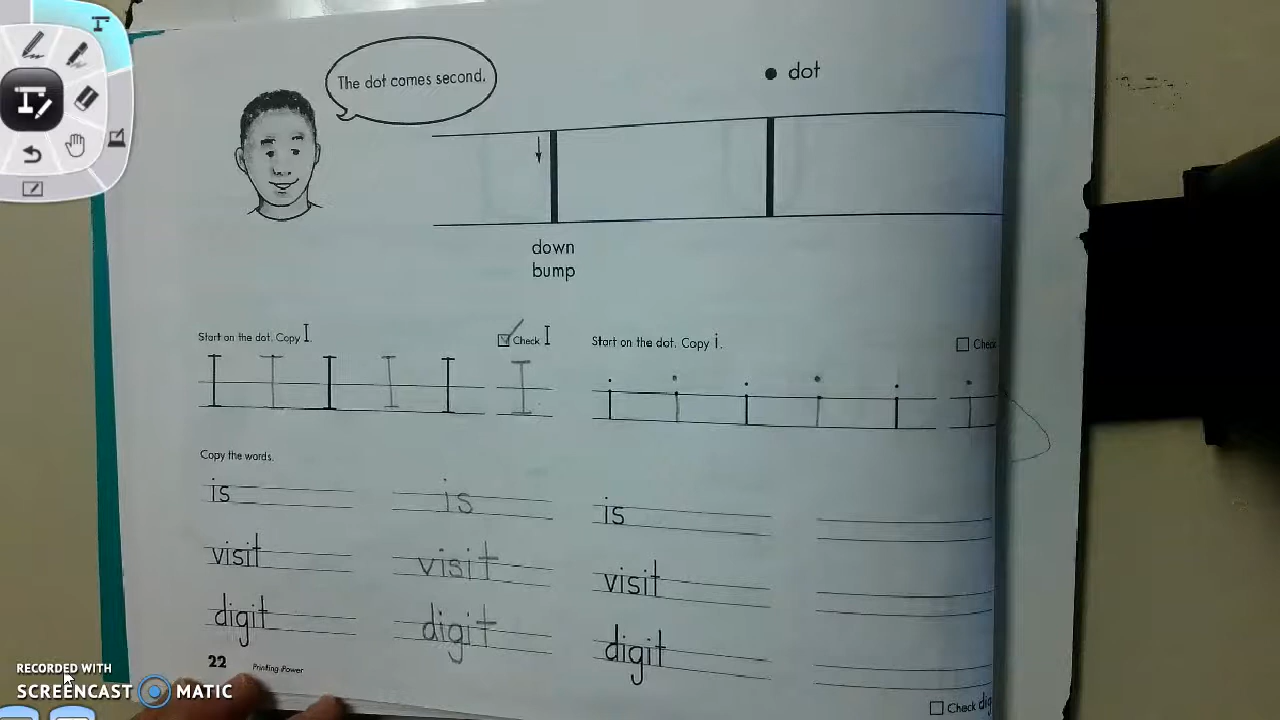 The dot comes second.
dot
down
bump
Start on the dot. Copy I.
Check I
I I I I I I
Start on the dot. Copy i.
i i i i i i
Copy the words.
is is is
visit visit visit
digit digit digit
22 Printing Power
Check
RECORDED WITH
SCREENCAST MATIC